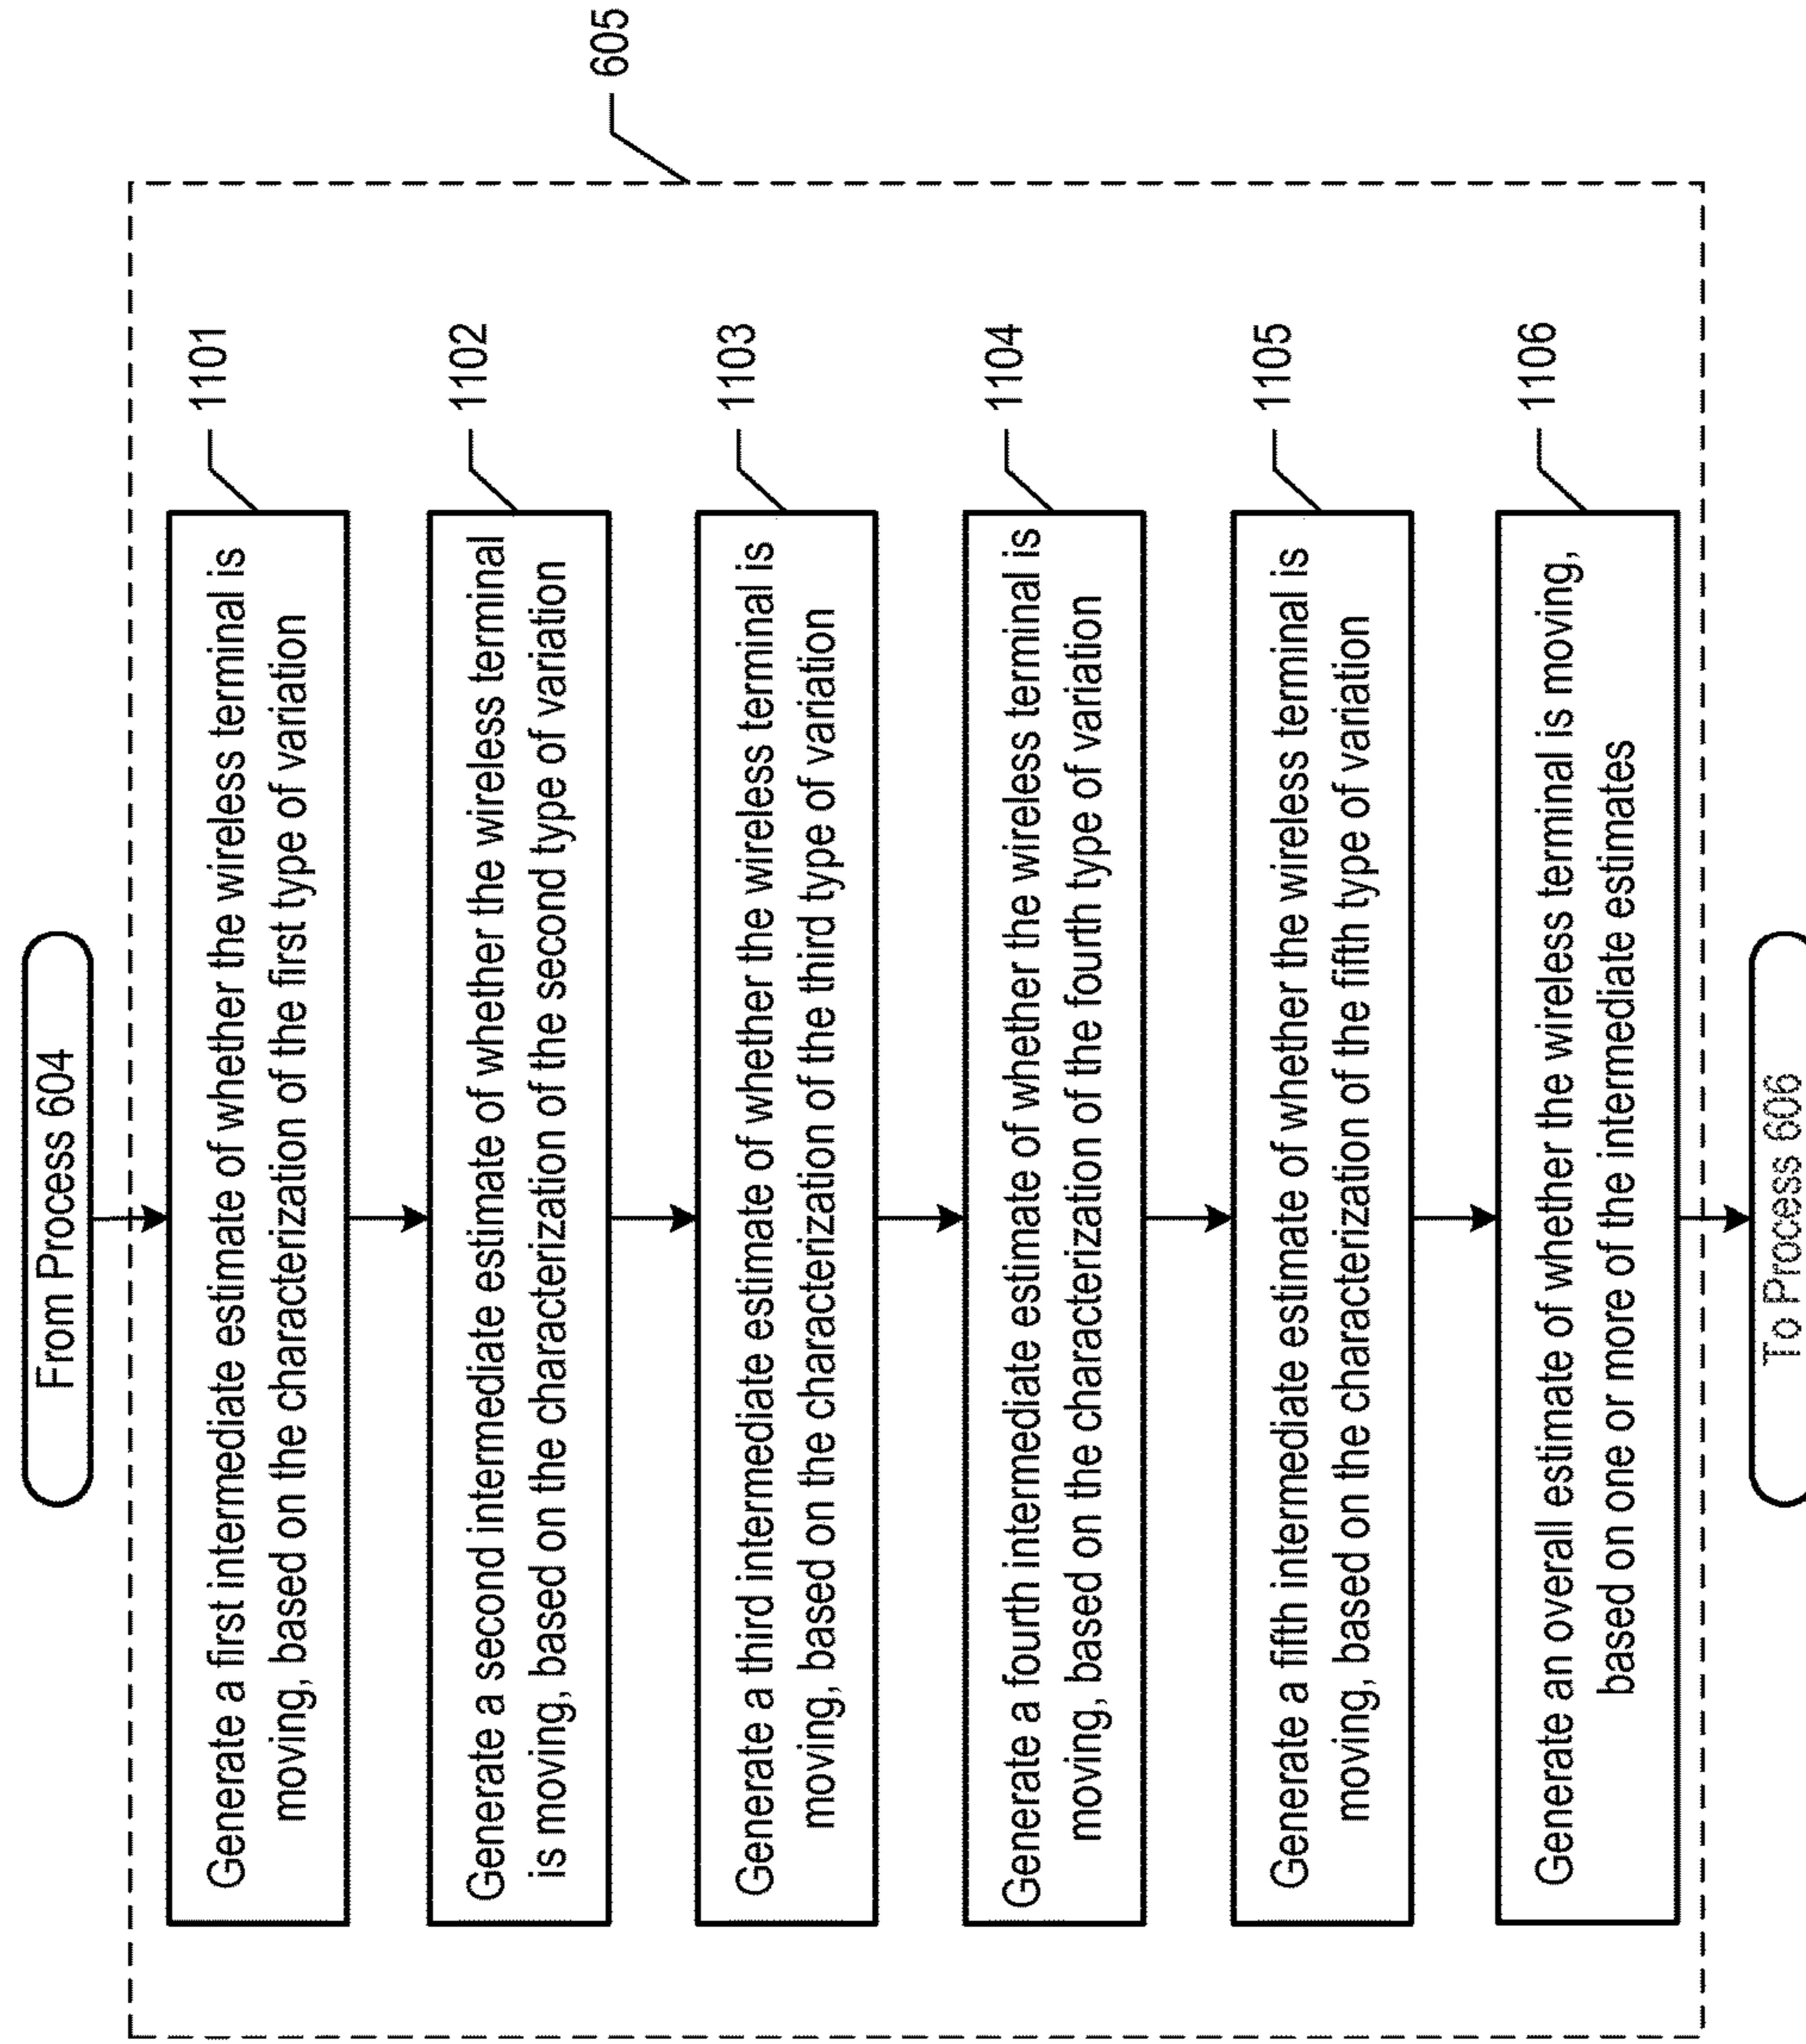 From Process 604
605
Generate a first intermediate estimate of whether the wireless terminal is
moving, based on the characterization of the first type of variation
1101
Generate a second intermediate estimate of whether the wireless terminal
is moving, based on the characterization of the second type of variation
1102
Generate a third intermediate estimate of whether the wireless terminal is
moving, based on the characterization of the third type of variation
1103
Generate a fourth intermediate estimate of whether the wireless terminal is
moving, based on the characterization of the fourth type of variation
1104
Generate a fifth intermediate estimate of whether the wireless terminal is
moving, based on the characterization of the fifth type of variation
1105
Generate an overall estimate of whether the wireless terminal is moving,
based on one or more of the intermediate estimates
1106
To Process 606